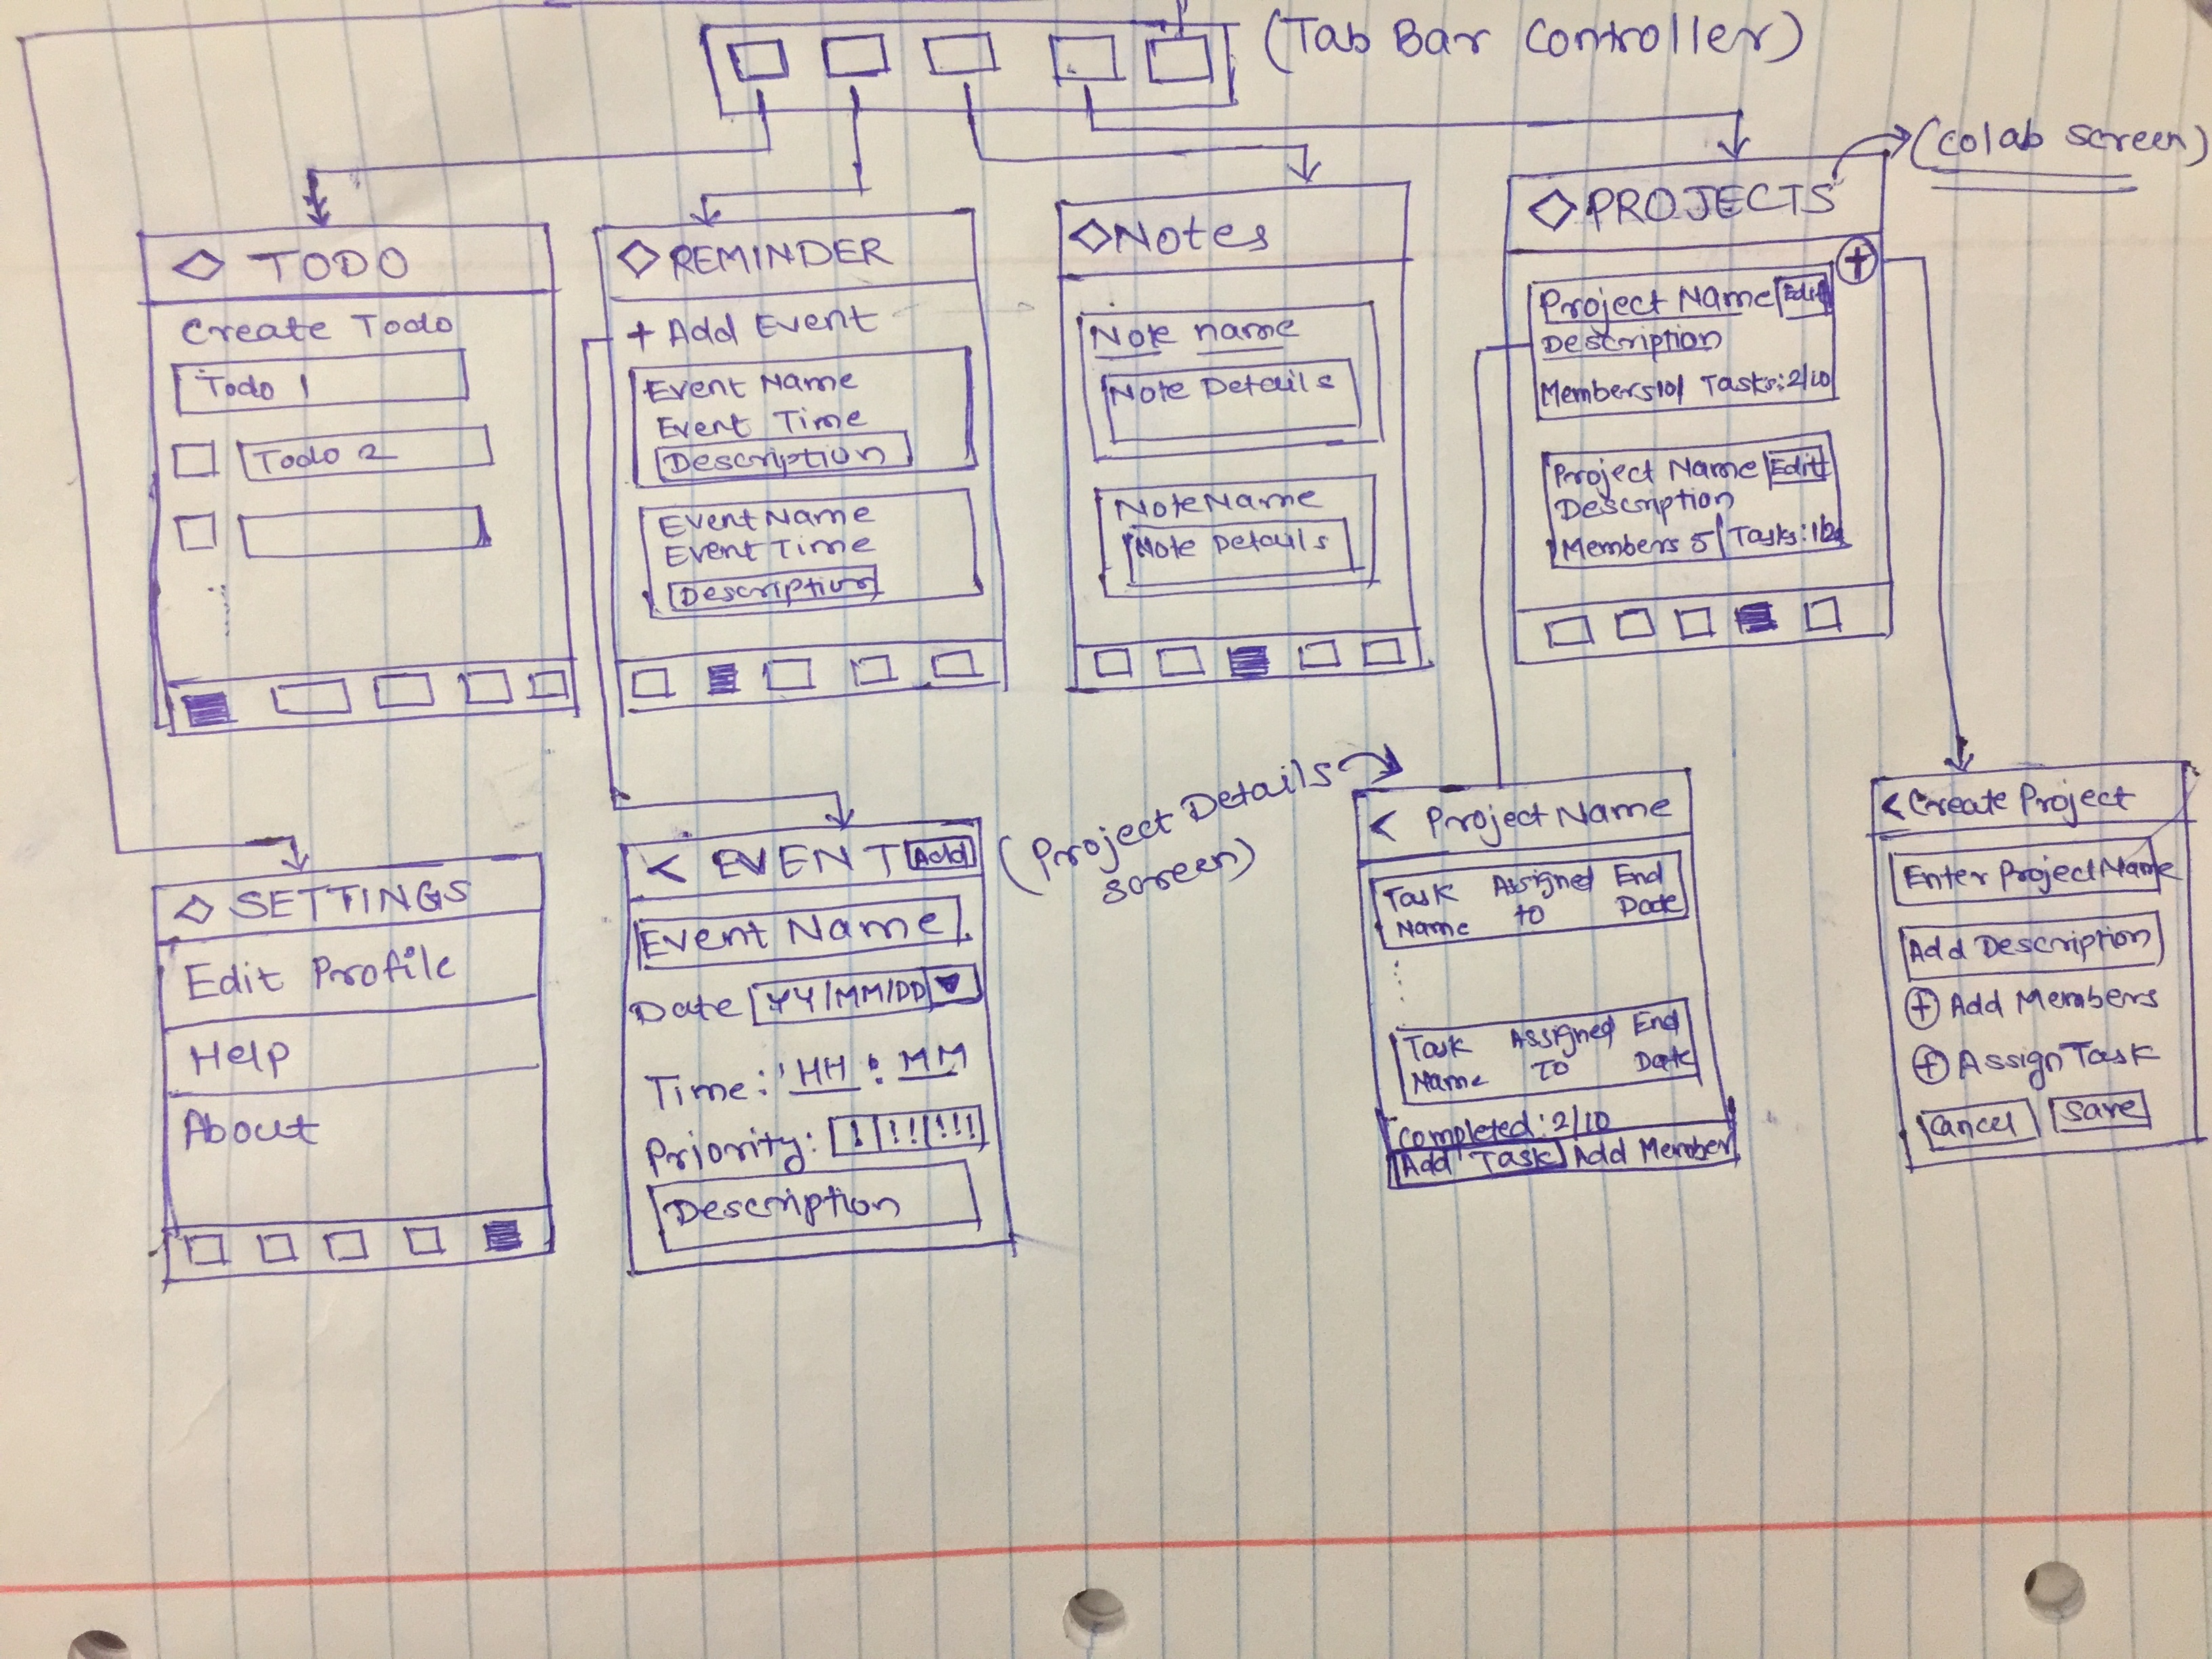 (Tab Bar Controller)
(colab screen)
TODO
Create Todo
Todo 1
Todo 2
REMINDER
+ Add Event
Event Name
Event Time
Description
Event Name
Event Time
Description
Notes
Note name
Note Details
NoteName
Note Details
PROJECTS
+
Project Name Edit
Description
Members 10/ Tasks: 2/10
Project Name Edit
Description
Members 5/ Tasks:
SETTINGS
Edit Profile
Help
About
< EVENT Add
Event Name
Date YY/MM/DD
Time: HH : MM
Priority: ! | !! | !!!
Description
(Project Details
screen)
< Project Name
Task Assigned End
Name to Date
Task Assigned End
Name TO Date
Completed: 2/10
Add Task Add Member
< Create Project
Enter Project Name
Add Description
+ Add Members
+ Assign Task
Cancel Save